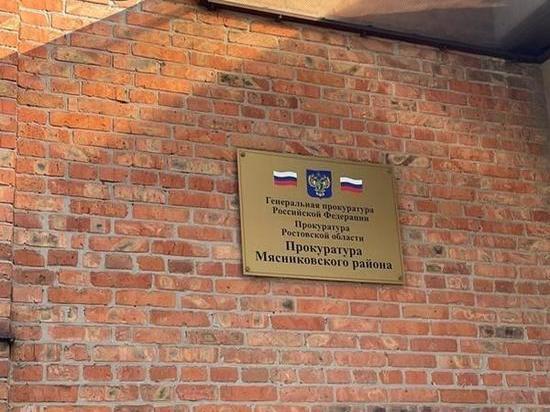 Генеральная прокуратура
Российской Федерации
Прокуратура
Ростовской области
Прокуратура
Мясниковского района